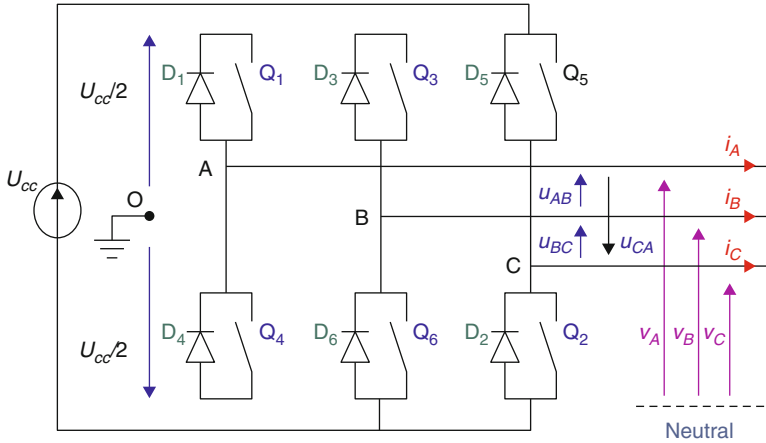 D1 Q1 D3 Q3 D5 Q5
Ucc/2
A iA
Ucc O uAB iB
B
uBC uCA
C iC
D4 Q4 D6 Q6 D2 Q2
vA vB vC
Ucc/2
Neutral